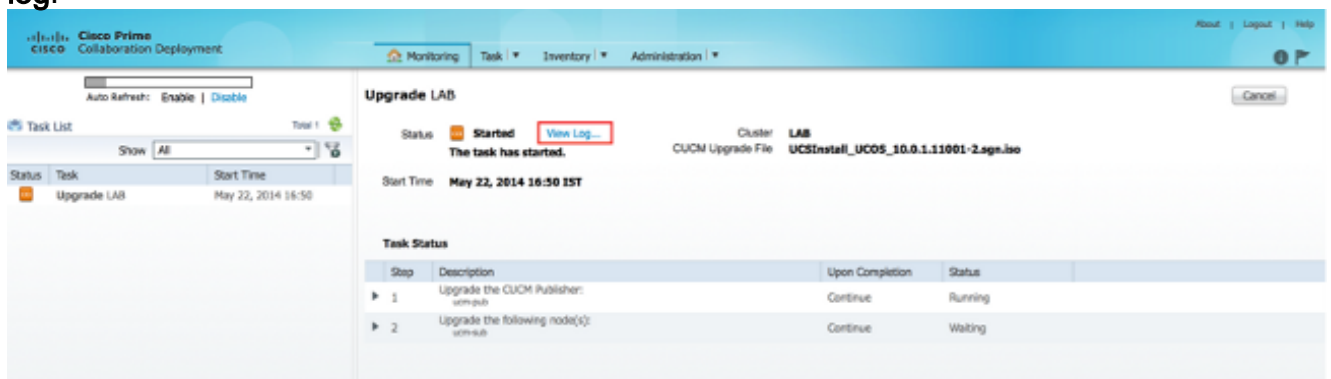 log.
Cisco Prime
CISCO Collaboration Deployment
About | Logout | Help
Monitoring Task Inventory Administration
Auto Refresh: Enable | Disable
Task List Total 1
Show All
Status Task Start Time
Upgrade LAB May 22, 2014 16:50
Upgrade LAB Cancel
Status Started View Log... Cluster LAB
The task has started. CUCM Upgrade File UCSInstall_UCOS_10.0.1.11001-2.sgn.iso
Start Time May 22, 2014 16:50 IST
Task Status
Step Description Upon Completion Status
1 Upgrade the CUCM Publisher: Continue Running
ucm-pub
2 Upgrade the following node(s): Continue Waiting
ucm-sub